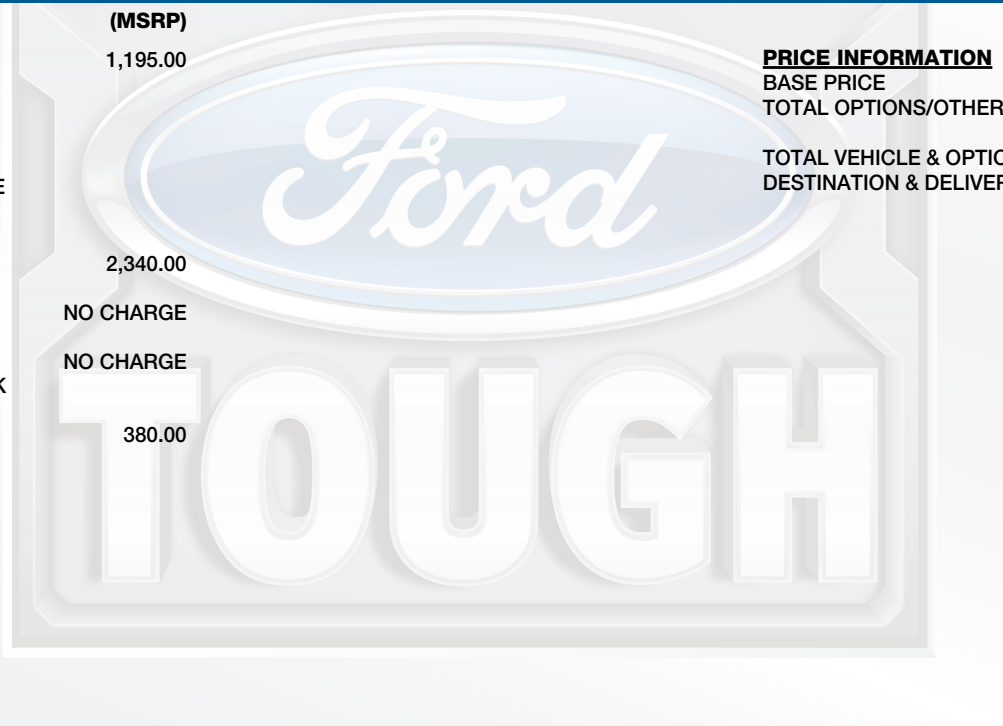 (MSRP)
1,195.00
E
2,340.00
NO CHARGE
NO CHARGE
K
380.00
PRICE INFORMATION
BASE PRICE
TOTAL OPTIONS/OTHER
TOTAL VEHICLE & OPTIO
DESTINATION & DELIVER
Ford
TOUGH